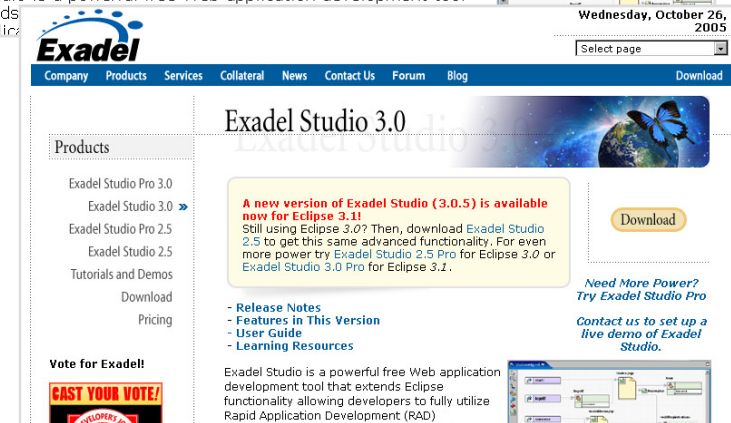 Wednesday, October 26,
2005
Exadel
Select page
Company Products Services Collateral News Contact Us Forum Blog Download
Exadel Studio 3.0
Products
Exadel Studio Pro 3.0
Exadel Studio 3.0 »
Exadel Studio Pro 2.5
Exadel Studio 2.5
Tutorials and Demos
Download
Pricing
Vote for Exadel!
CAST YOUR VOTE!
A new version of Exadel Studio (3.0.5) is available
now for Eclipse 3.1!
Still using Eclipse 3.0? Then, download Exadel Studio
2.5 to get this same advanced functionality. For even
more power try Exadel Studio 2.5 Pro for Eclipse 3.0 or
Exadel Studio 3.0 Pro for Eclipse 3.1.
- Release Notes
- Features in This Version
- User Guide
- Learning Resources
Exadel Studio is a powerful free Web application
development tool that extends Eclipse
functionality allowing developers to fully utilize
Rapid Application Development (RAD)
Download
Need More Power?
Try Exadel Studio Pro
Contact us to set up a
live demo of Exadel
Studio.